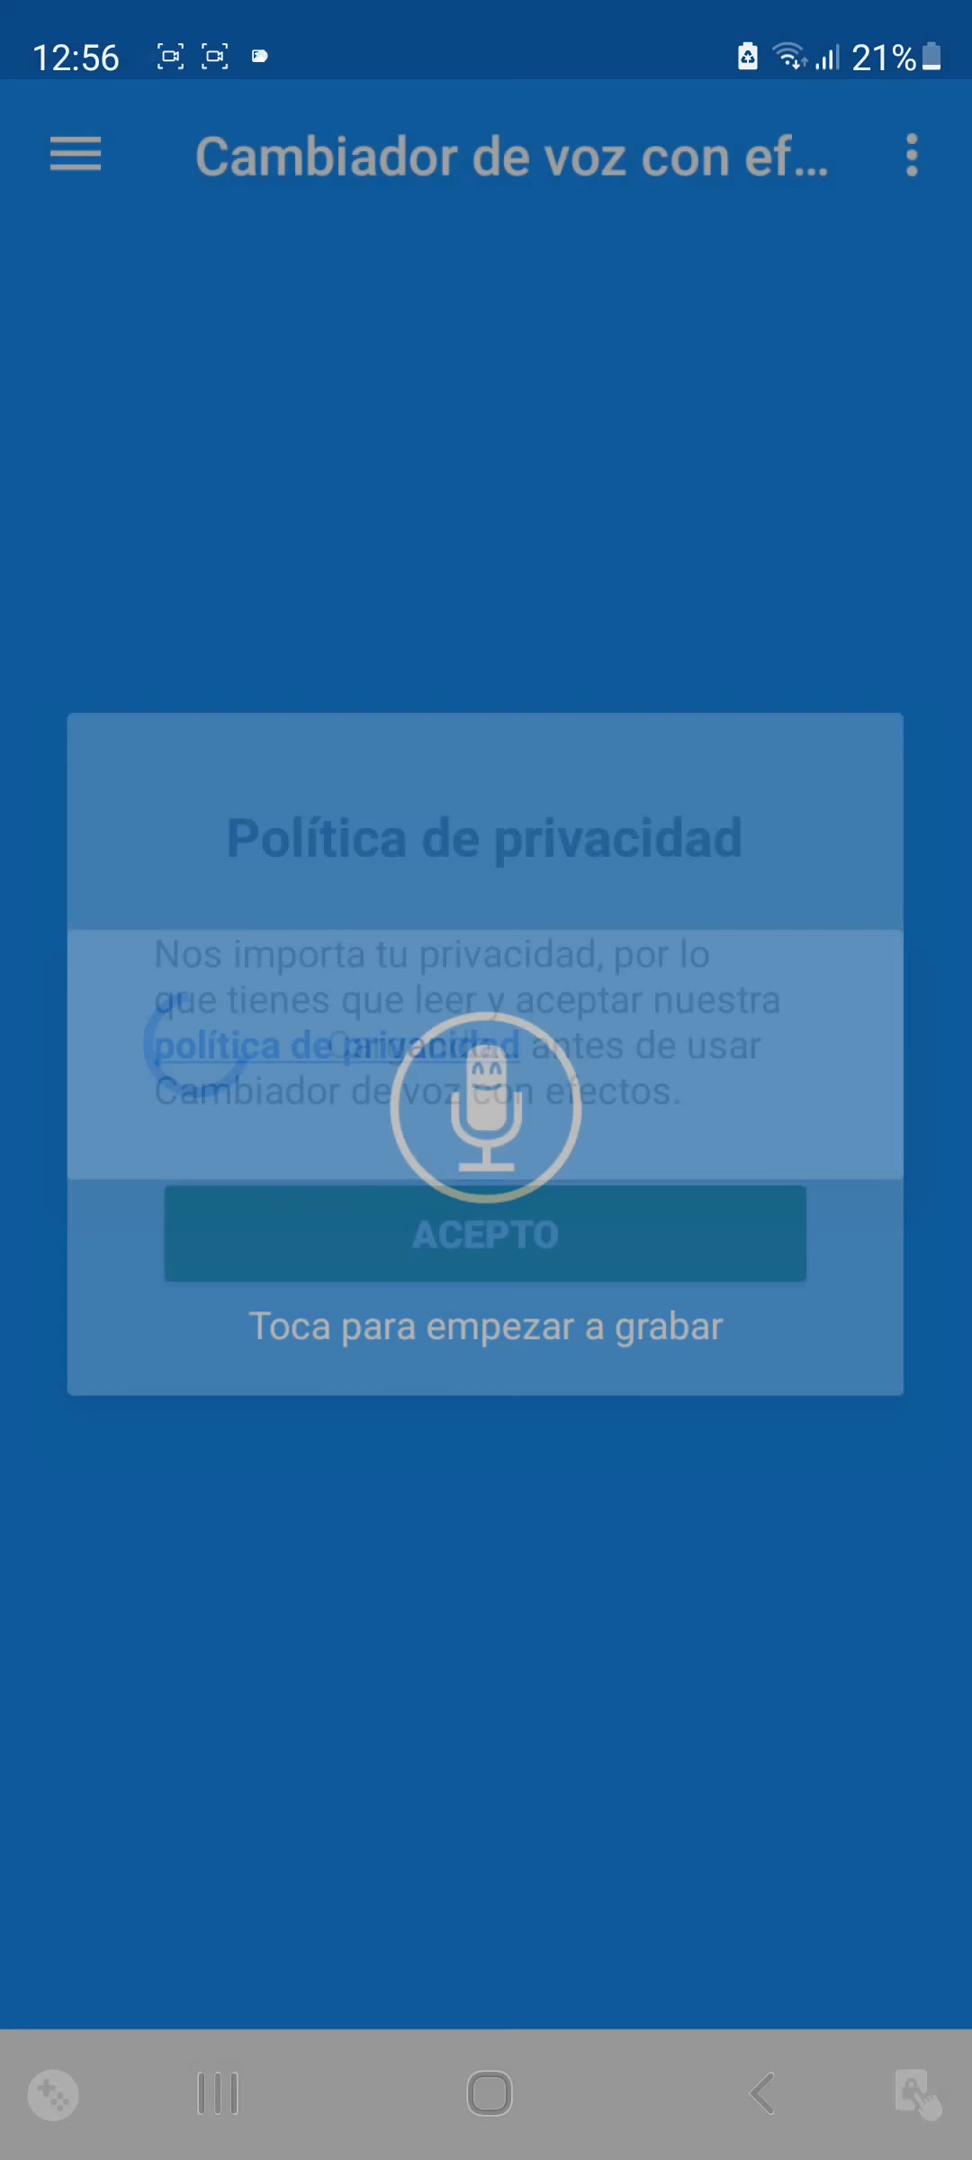 12:56
21%
Cambiador de voz con ef...
Política de privacidad
Nos importa tu privacidad, por lo
que tienes que leer y aceptar nuestra
política de privacidad antes de usar
Cambiador de voz con efectos.
ACEPTO
Toca para empezar a grabar